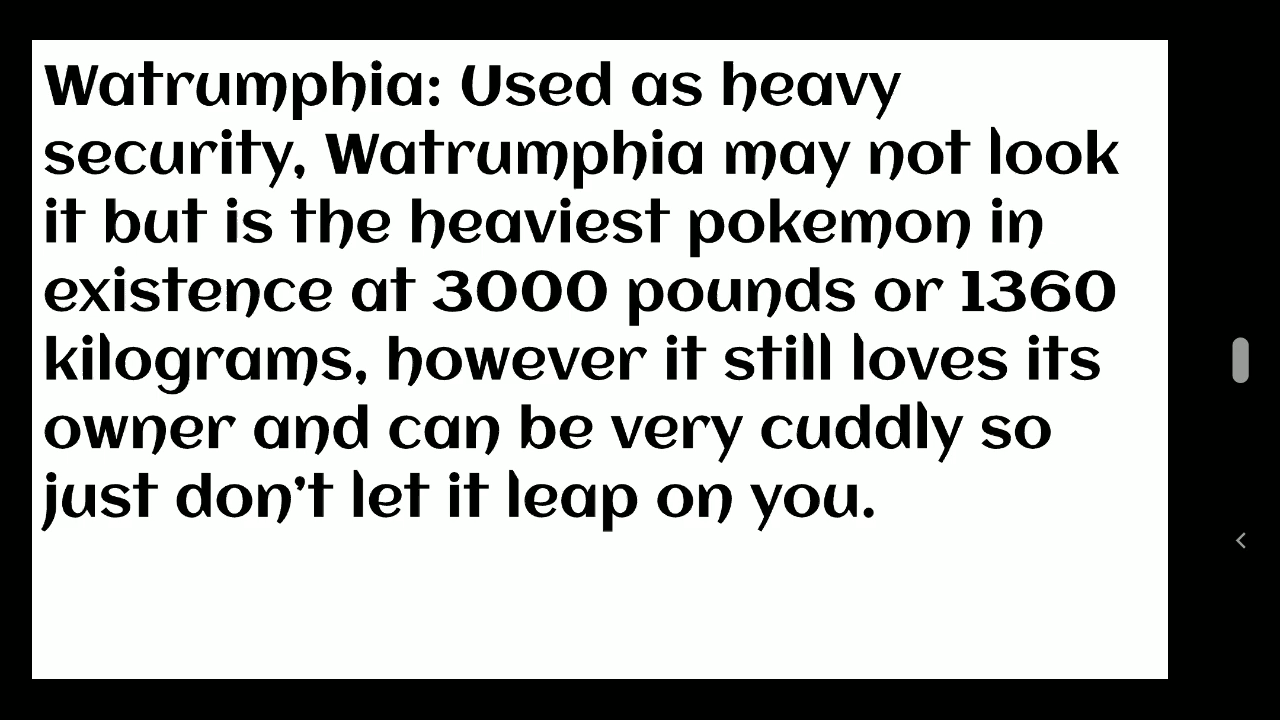 Watrumphia: Used as heavy
security, Watrumphia may not look
it but is the heaviest pokemon in
existence at 3000 pounds or 1360
kilograms, however it still loves its
owner and can be very cuddly so
just don't let it leap on you.